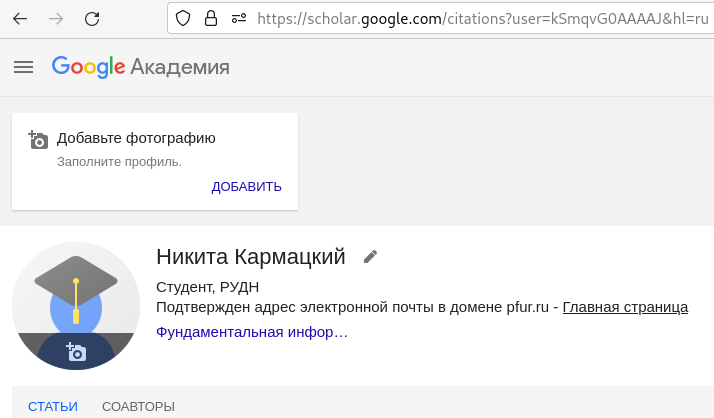 https://scholar.google.com/citations?user=kSmqvG0AAAAJ&hl=ru
Google Академия
Добавьте фотографию
Заполните профиль.
ДОБАВИТЬ
Никита Кармацкий
Студент, РУДН
Подтвержден адрес электронной почты в домене pfur.ru - Главная страница
Фундаментальная инфор…
СТАТЬИ СОАВТОРЫ